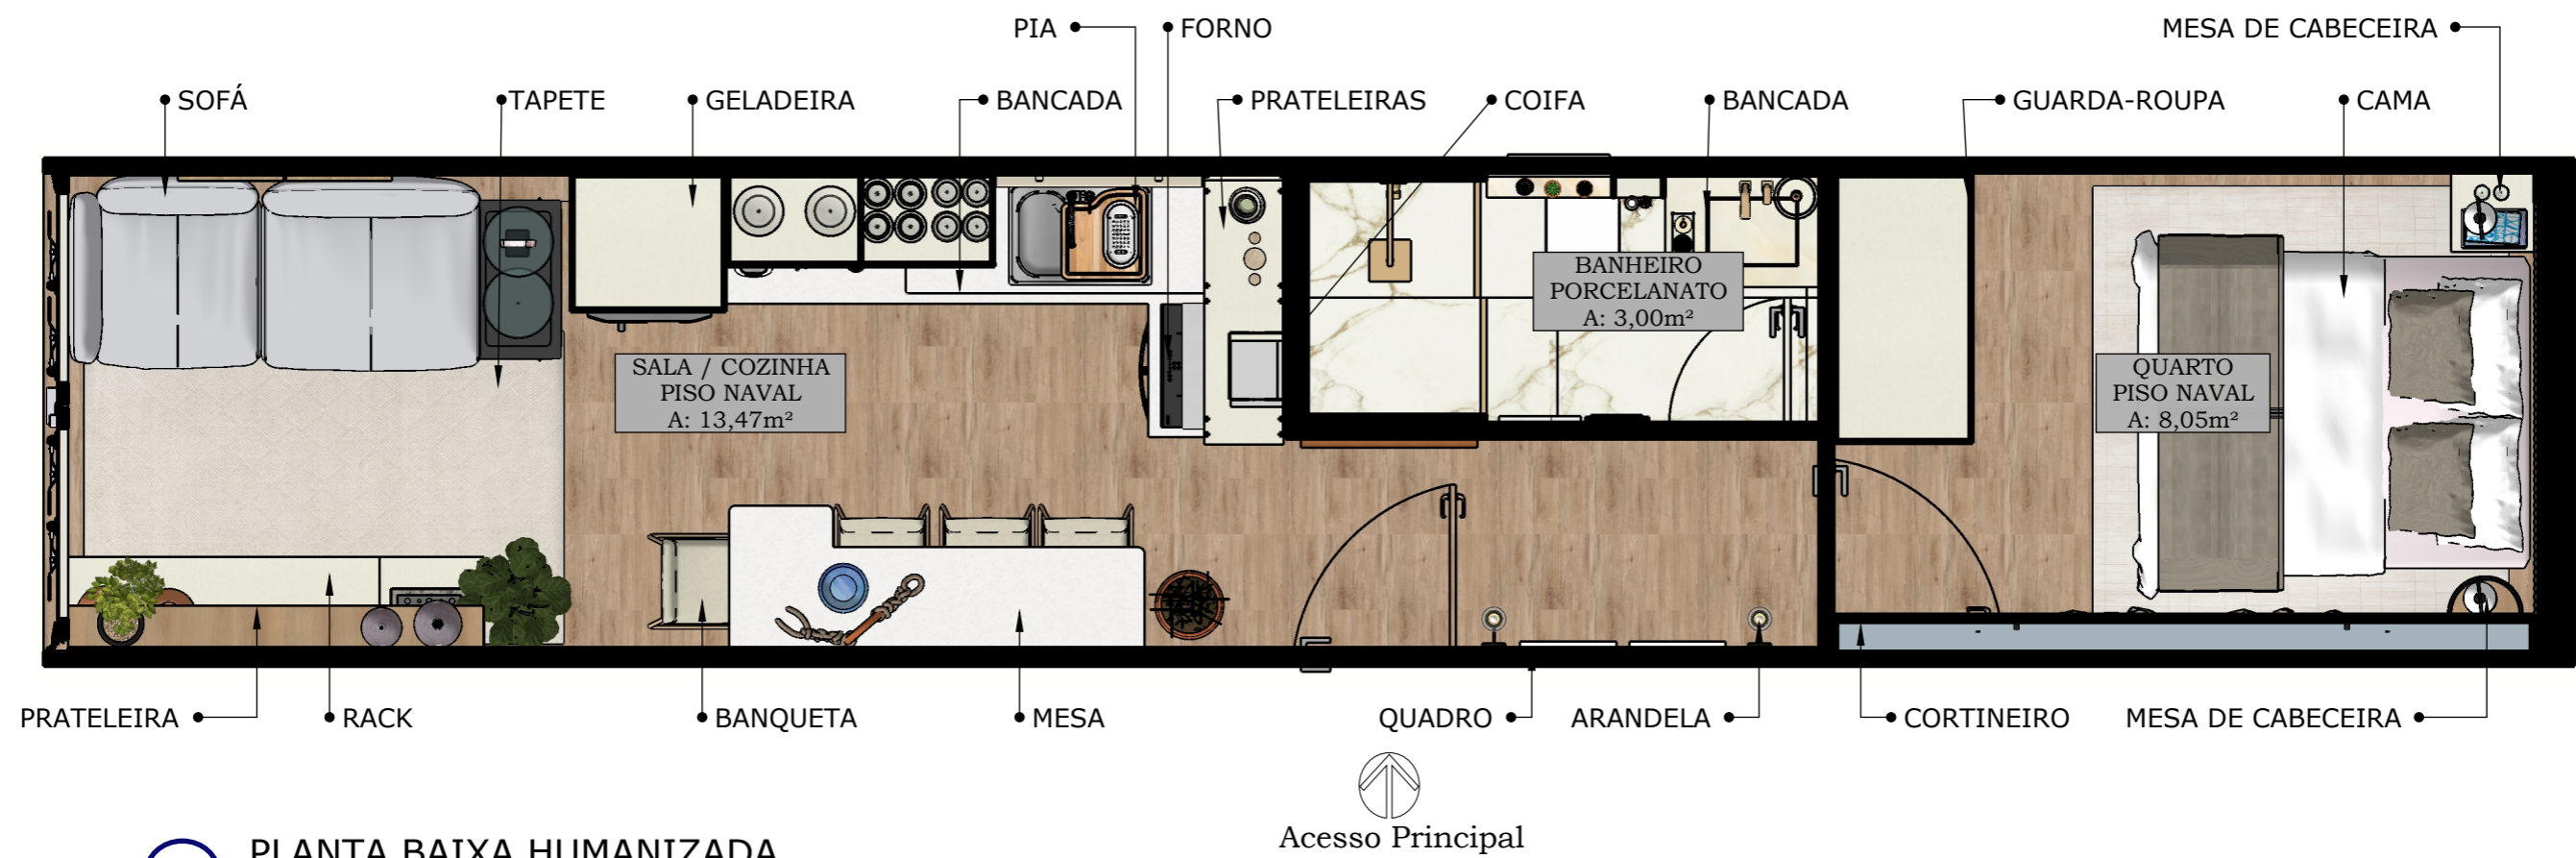 PIA
FORNO
MESA DE CABECEIRA
SOFÁ
TAPETE
GELADEIRA
BANCADA
PRATELEIRAS
COIFA
BANCADA
GUARDA-ROUPA
CAMA
BANHEIRO
PORCELANATO
A: 3,00m²
SALA / COZINHA
PISO NAVAL
A: 13,47m²
QUARTO
PISO NAVAL
A: 8,05m²
PRATELEIRA
RACK
BANQUETA
MESA
QUADRO
ARANDELA
CORTINEIRO
MESA DE CABECEIRA
Acesso Principal
PLANTA BAIXA HUMANIZADA